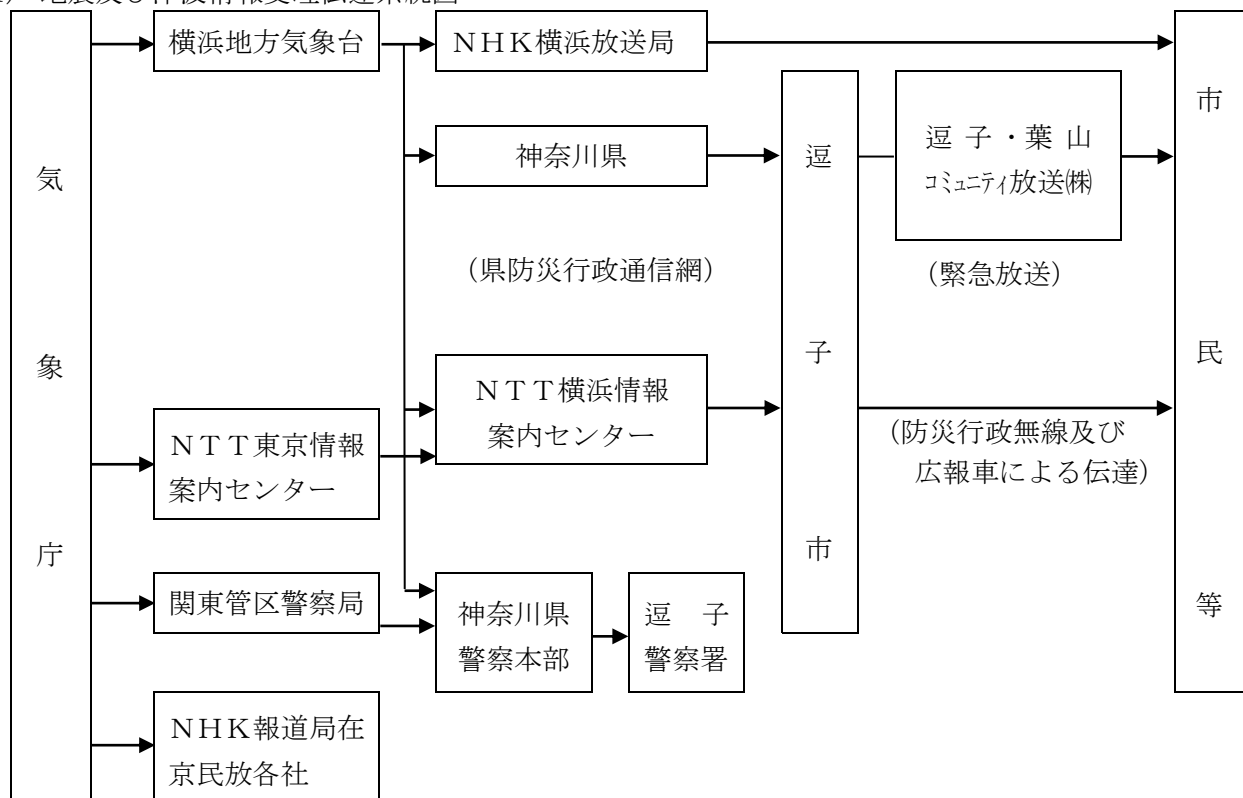 気象庁
横浜地方気象台
NHK横浜放送局
神奈川県
(県防災行政通信網)
NTT東京情報
案内センター
NTT横浜情報
案内センター
関東管区警察局
神奈川県
警察本部
逗子
警察署
NHK報道局在
京民放各社
逗子市
逗子・葉山
コミュニティ放送㈱
(緊急放送)
(防災行政無線及び
広報車による伝達)
市民等